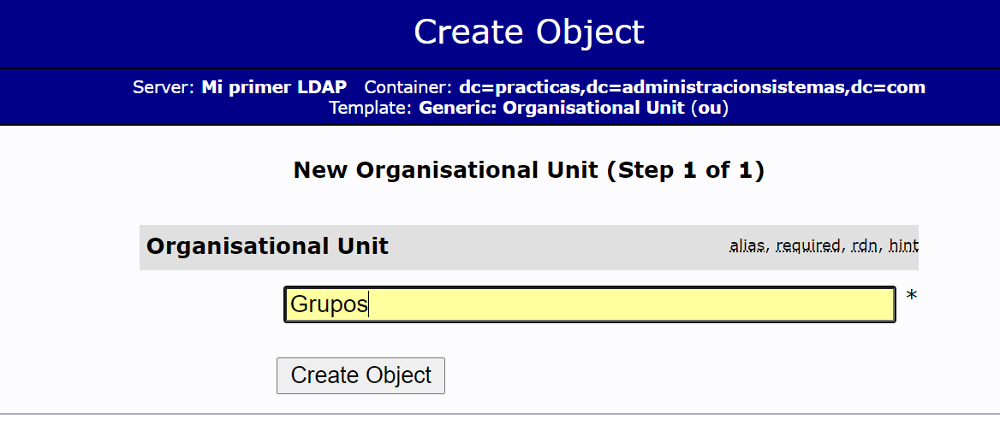 Create Object
Server: Mi primer LDAP Container: dc=practicas,dc=administracionsistemas,dc=com
Template: Generic: Organisational Unit (ou)
New Organisational Unit (Step 1 of 1)
Organisational Unit alias, required, rdn, hint
Grupos *
Create Object